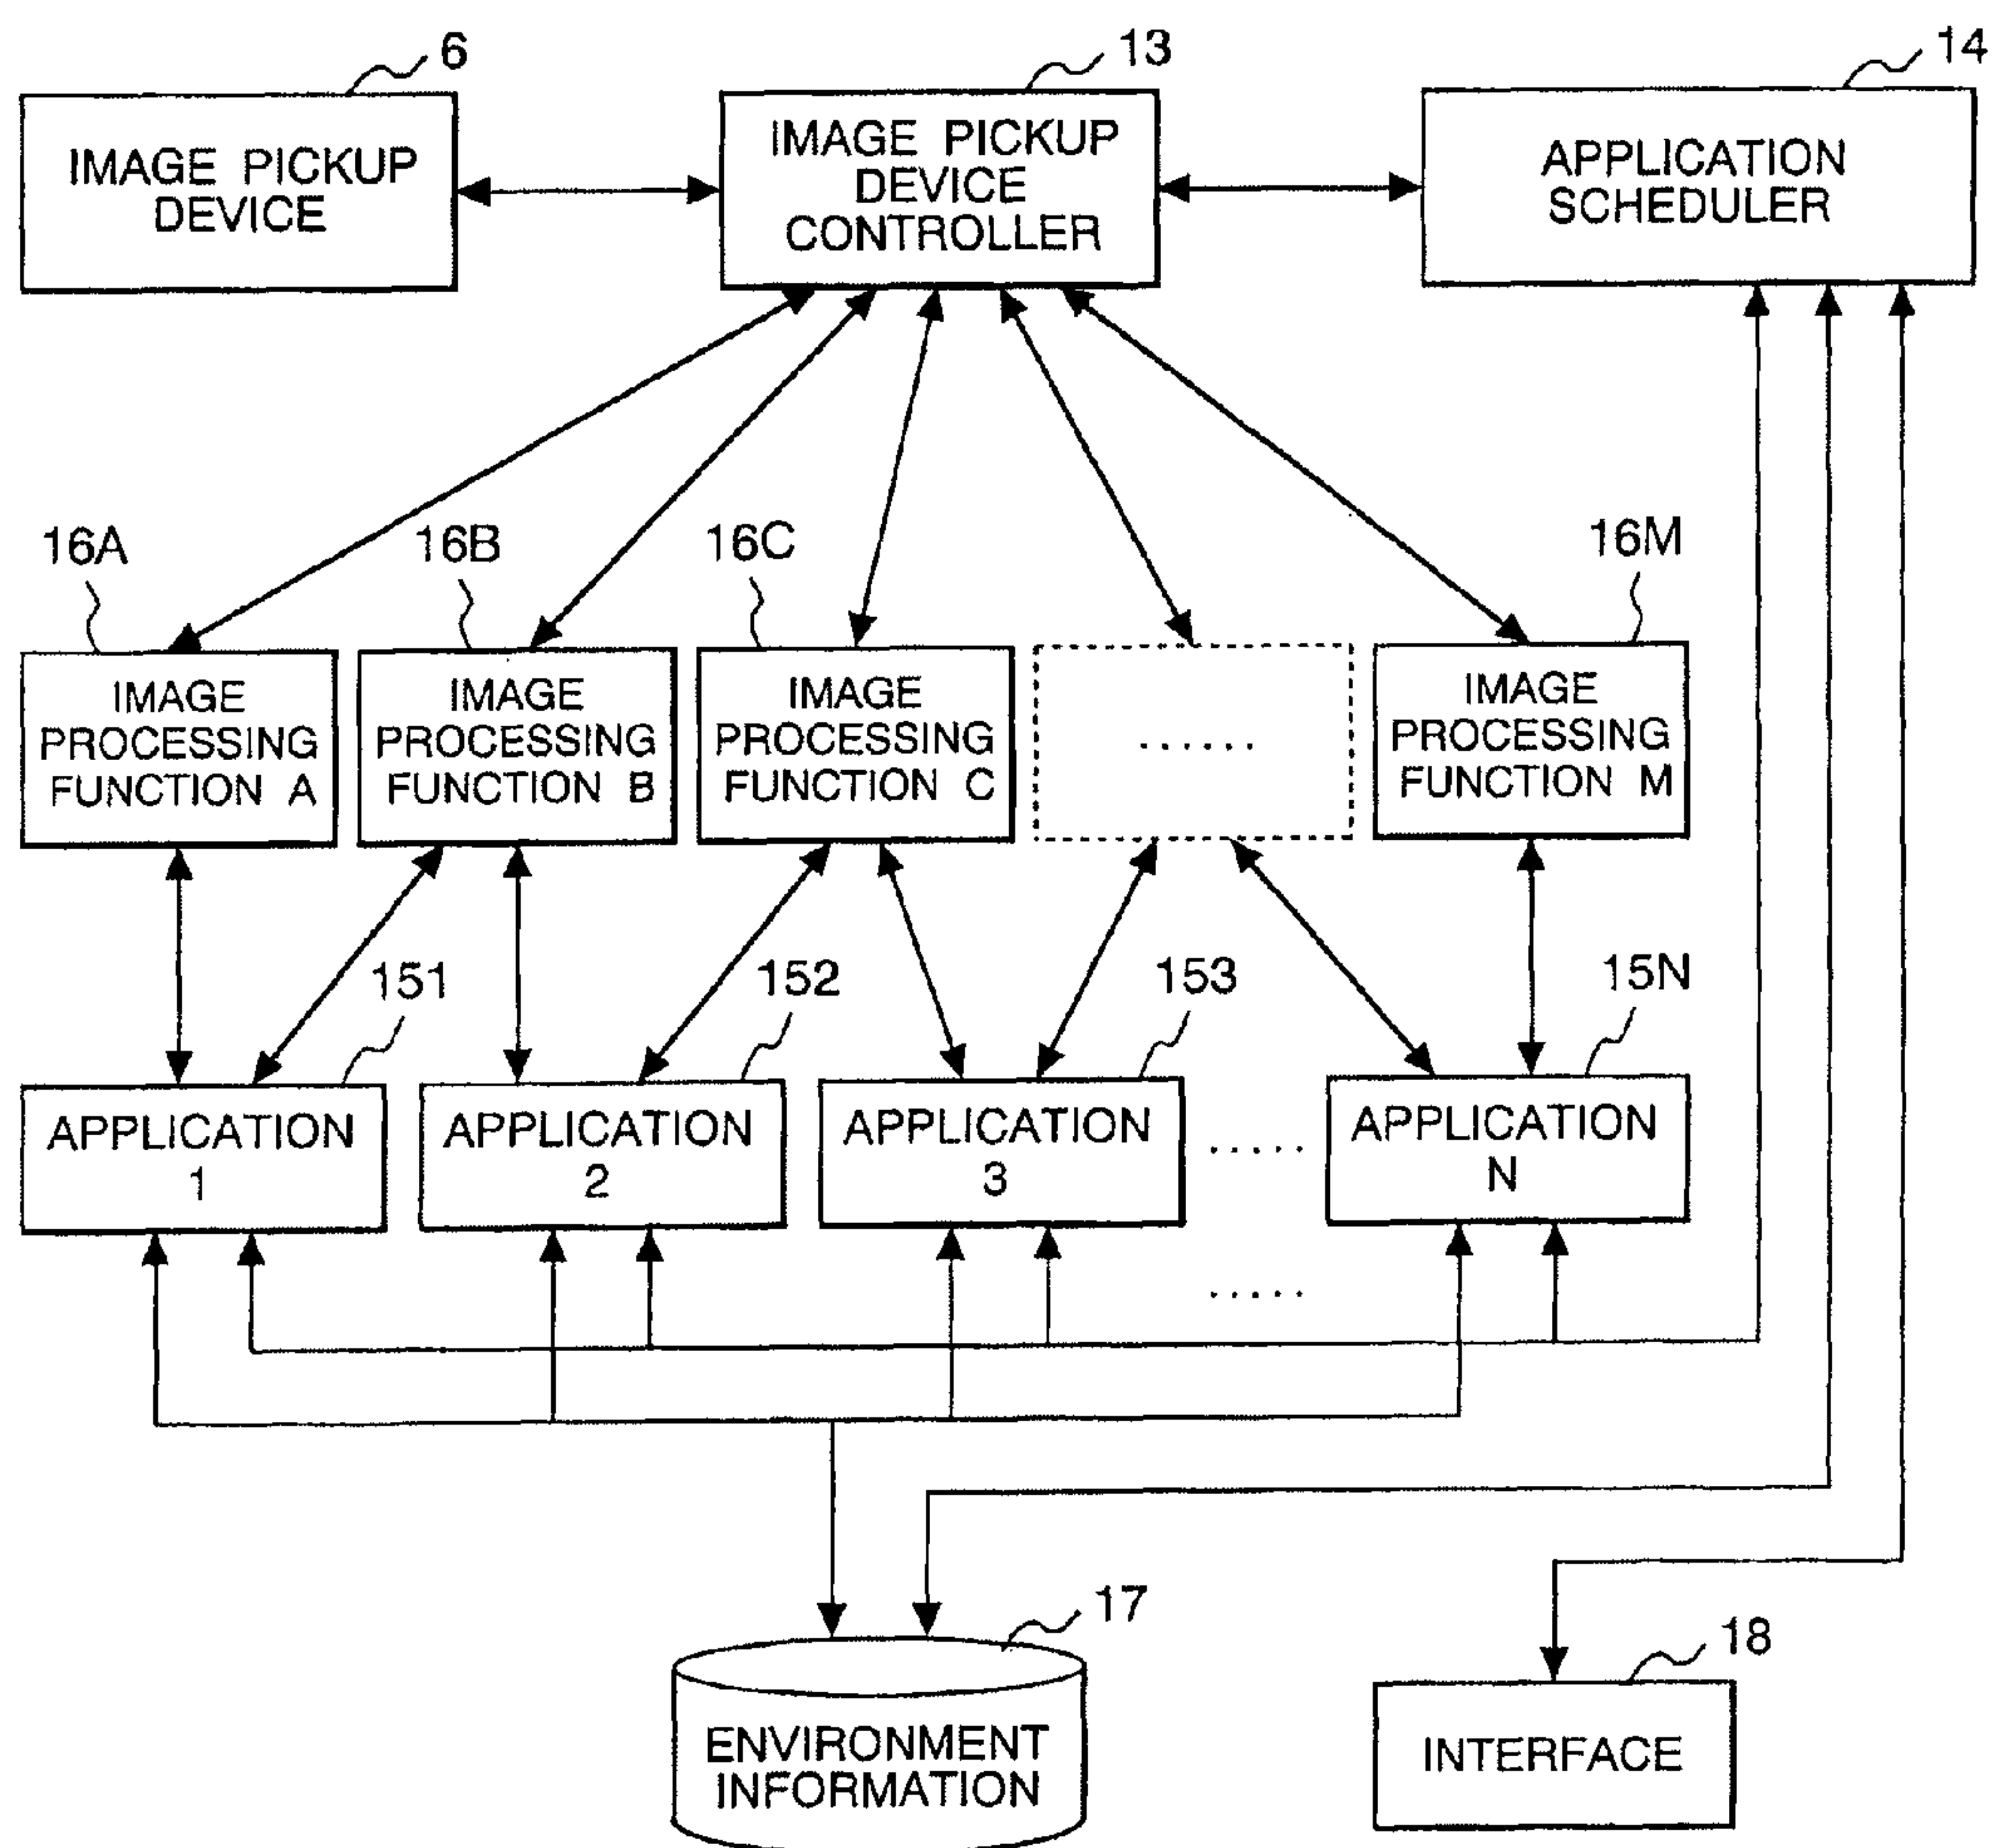 6
13
14
IMAGE PICKUP
DEVICE
IMAGE PICKUP
DEVICE
CONTROLLER
APPLICATION
SCHEDULER
16A
16B
16C
16M
IMAGE
PROCESSING
FUNCTION A
IMAGE
PROCESSING
FUNCTION B
IMAGE
PROCESSING
FUNCTION C
......
IMAGE
PROCESSING
FUNCTION M
151
152
153
15N
APPLICATION
1
APPLICATION
2
APPLICATION
3
.....
APPLICATION
N
.....
17
18
ENVIRONMENT
INFORMATION
INTERFACE